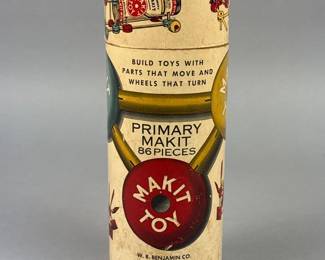 BUILD TOYS WITH
PARTS THAT MOVE AND
WHEELS THAT TURN
PRIMARY
MAKIT
86 PIECES
MAKIT
TOY
W. R. BENJAMIN CO.